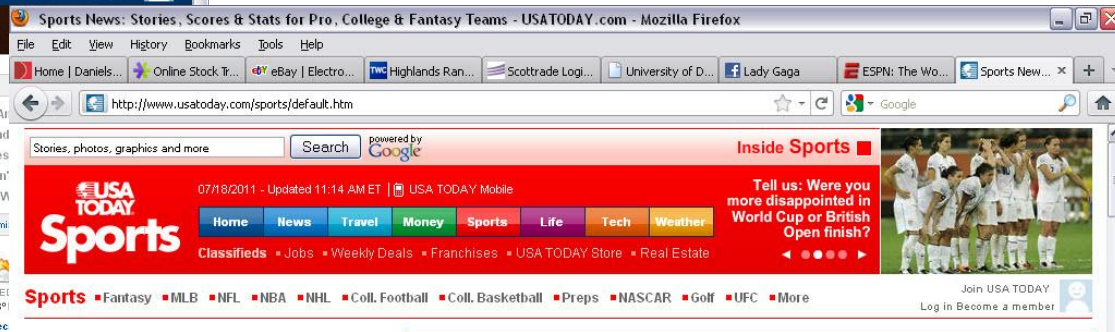 Sports News: Stories, Scores & Stats for Pro, College & Fantasy Teams - USATODAY.com - Mozilla Firefox
File Edit View History Bookmarks Tools Help
Home | Daniels... Online Stock Tr... eBay | Electro... TWC Highlands Ran... Scottrade Logi... University of D... Lady Gaga ESPN: The Wo... Sports New...
http://www.usatoday.com/sports/default.htm Google
Stories, photos, graphics and more Search powered by Google Inside Sports
USA TODAY Sports
07/18/2011 - Updated 11:14 AM ET | USA TODAY Mobile
Home News Travel Money Sports Life Tech Weather
Classifieds Jobs Weekly Deals Franchises USA TODAY Store Real Estate
Tell us: Were you
more disappointed in
World Cup or British
Open finish?
Sports Fantasy MLB NFL NBA NHL Coll. Football Coll. Basketball Preps NASCAR Golf UFC More
Join USA TODAY
Log in Become a member